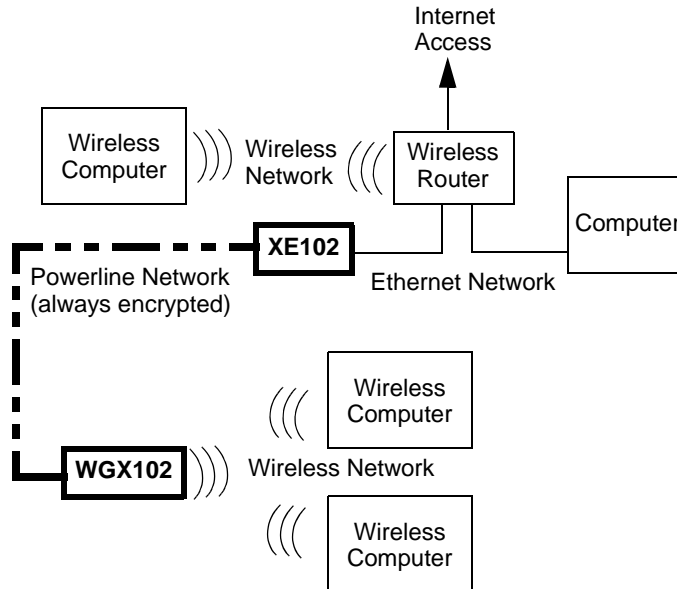 Internet
Access
Wireless
Computer
Wireless
Network
Wireless
Router
Computer
XE102
Ethernet Network
Powerline Network
(always encrypted)
Wireless
Computer
WGX102
Wireless Network
Wireless
Computer